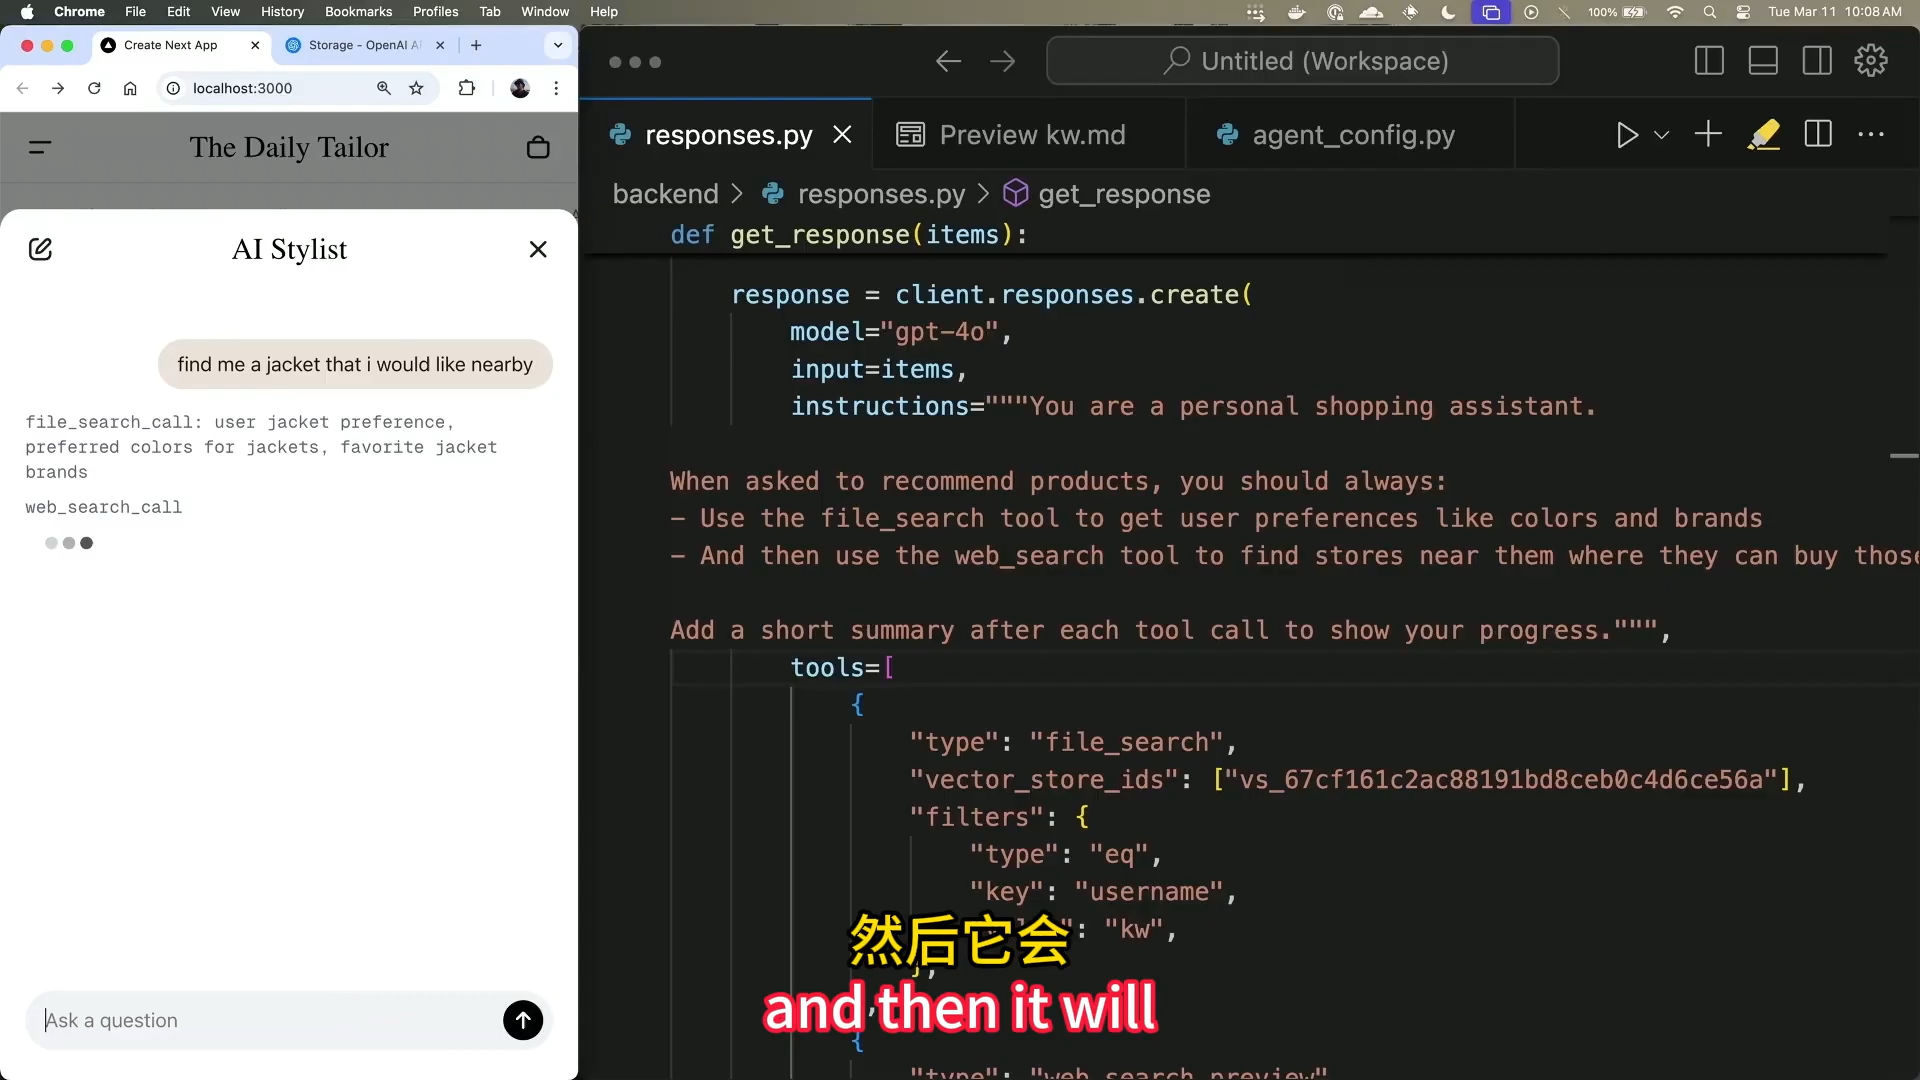 Chrome File Edit View History Bookmarks Profiles Tab Window Help 100% Tue Mar 11 10:08 AM
Create Next App
Storage - OpenAI A
localhost:3000
The Daily Tailor
AI Stylist
find me a jacket that i would like nearby
file_search_call: user jacket preference,
preferred colors for jackets, favorite jacket
brands
web_search_call
Ask a question
Untitled (Workspace)
responses.py
Preview kw.md
agent_config.py
backend > responses.py > get_response
def get_response(items):
response = client.responses.create(
model="gpt-4o",
input=items,
instructions="""You are a personal shopping assistant.
When asked to recommend products, you should always:
- Use the file_search tool to get user preferences like colors and brands
- And then use the web_search tool to find stores near them where they can buy those
Add a short summary after each tool call to show your progress.""",
tools=[
{
"type": "file_search",
"vector_store_ids": ["vs_67cf161c2ac88191bd8ceb0c4d6ce56a"],
"filters": {
"type": "eq",
"key": "username",
": "kw",
},
{
"type": "web_search_preview"
然后它会
and then it will